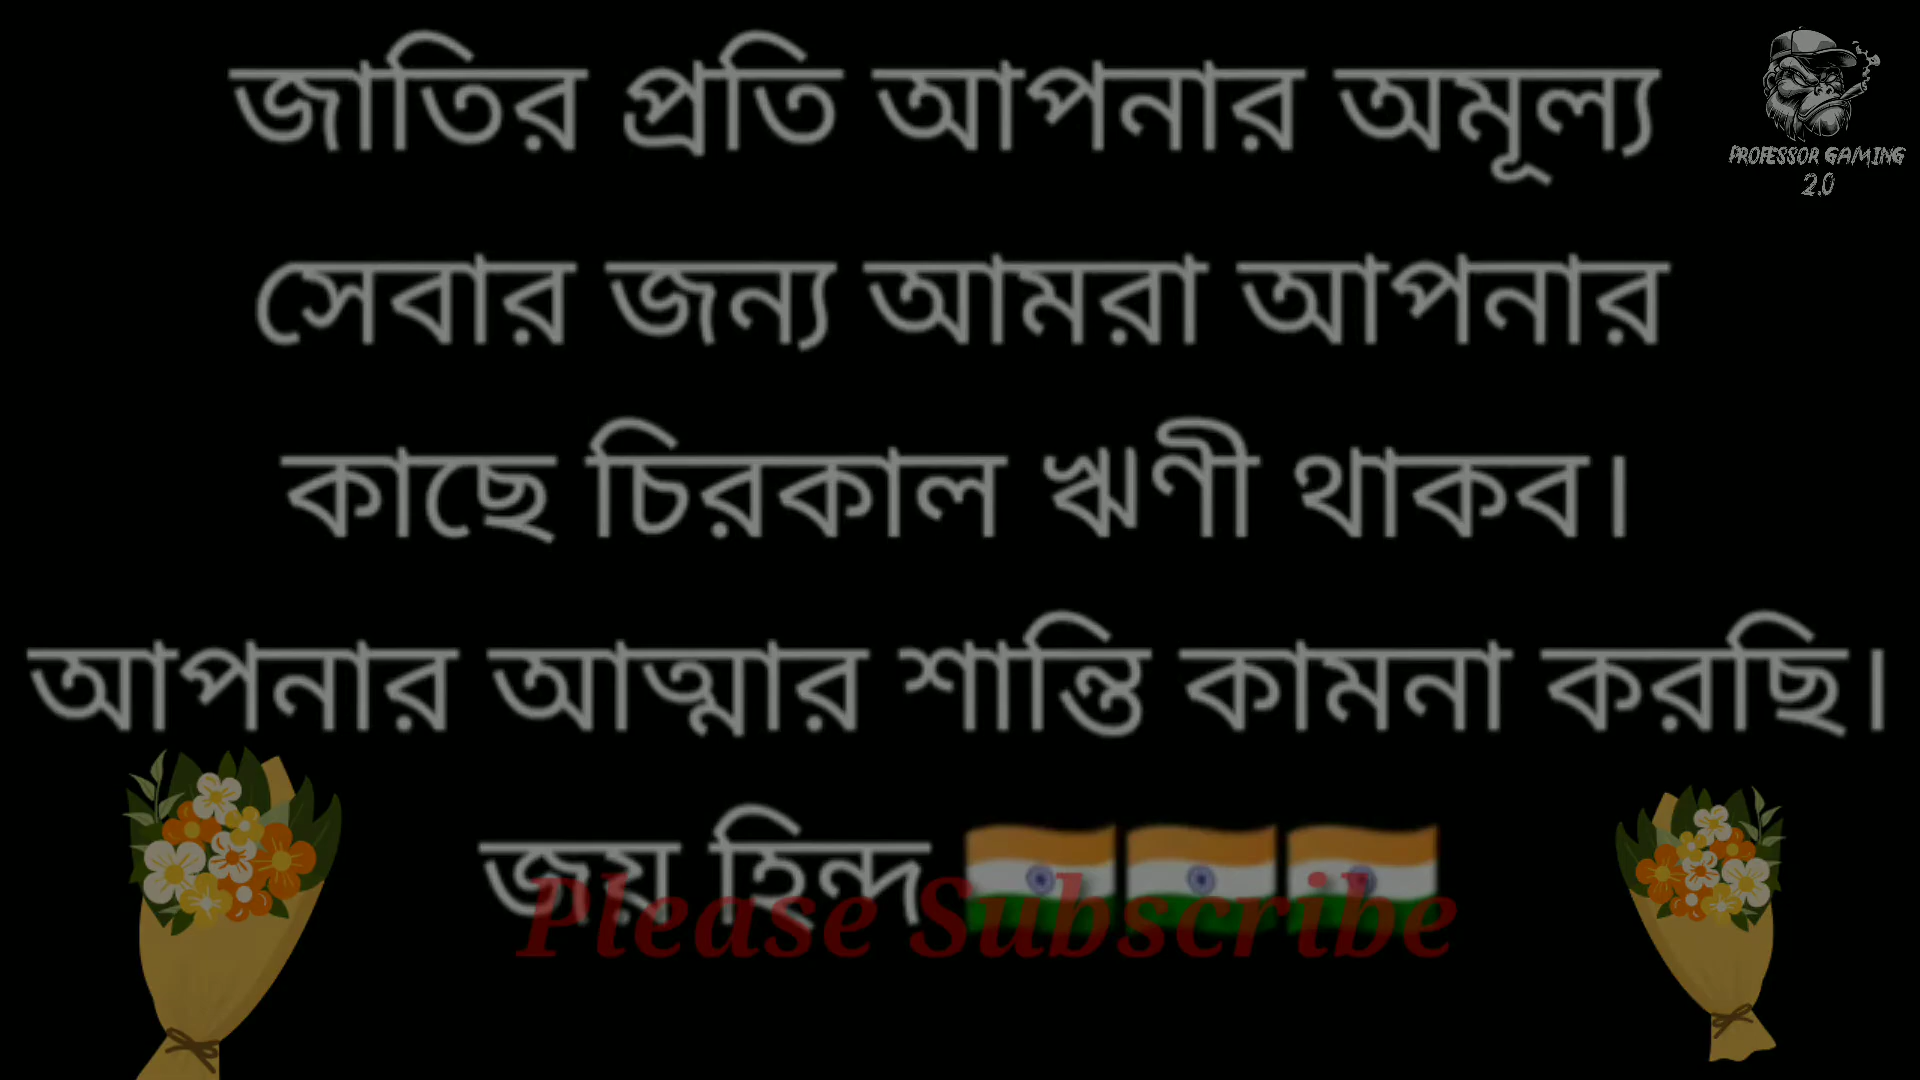 জাতির প্রতি আপনার অমূল্য
সেবার জন্য আমরা আপনার
কাছে চিরকাল ঋণী থাকব।
আপনার আত্মার শান্তি কামনা করছি।
জয় হিন্দ 🇮🇳🇮🇳🇮🇳
Please Subscribe
PROFESSOR GAMING
2.0